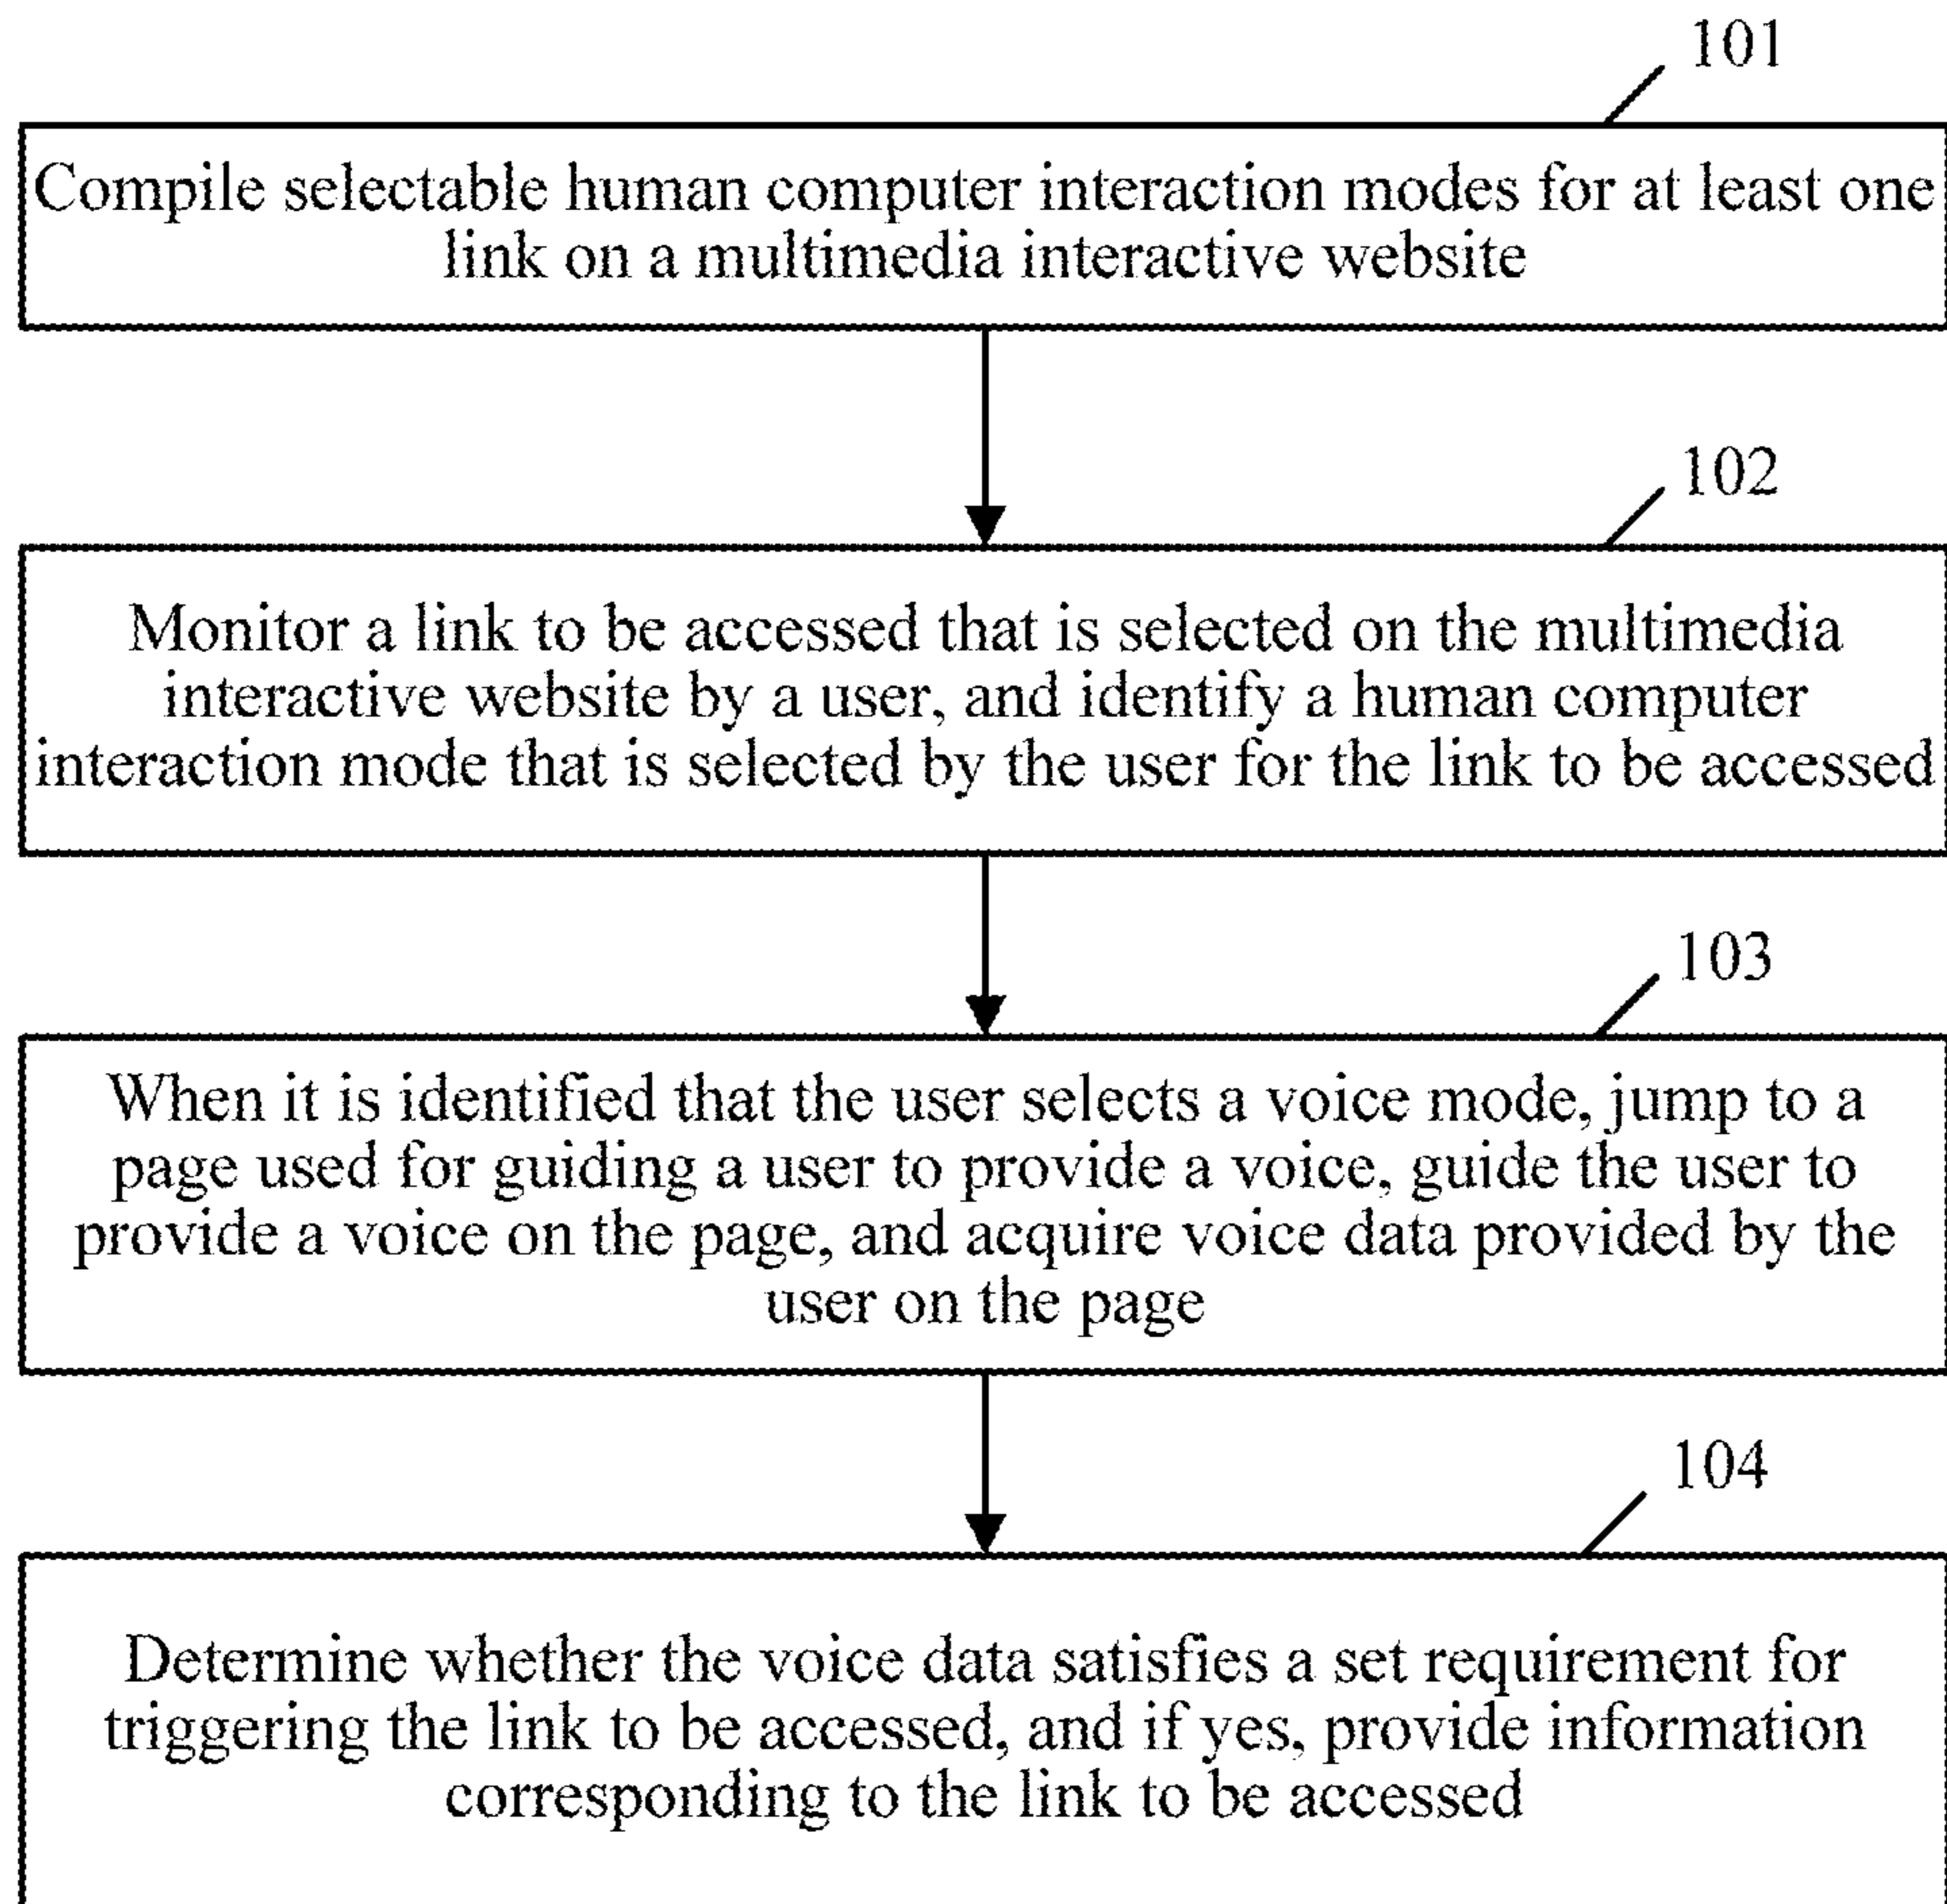 101
Compile selectable human computer interaction modes for at least one
link on a multimedia interactive website
102
Monitor a link to be accessed that is selected on the multimedia
interactive website by a user, and identify a human computer
interaction mode that is selected by the user for the link to be accessed
103
When it is identified that the user selects a voice mode, jump to a
page used for guiding a user to provide a voice, guide the user to
provide a voice on the page, and acquire voice data provided by the
user on the page
104
Determine whether the voice data satisfies a set requirement for
triggering the link to be accessed, and if yes, provide information
corresponding to the link to be accessed